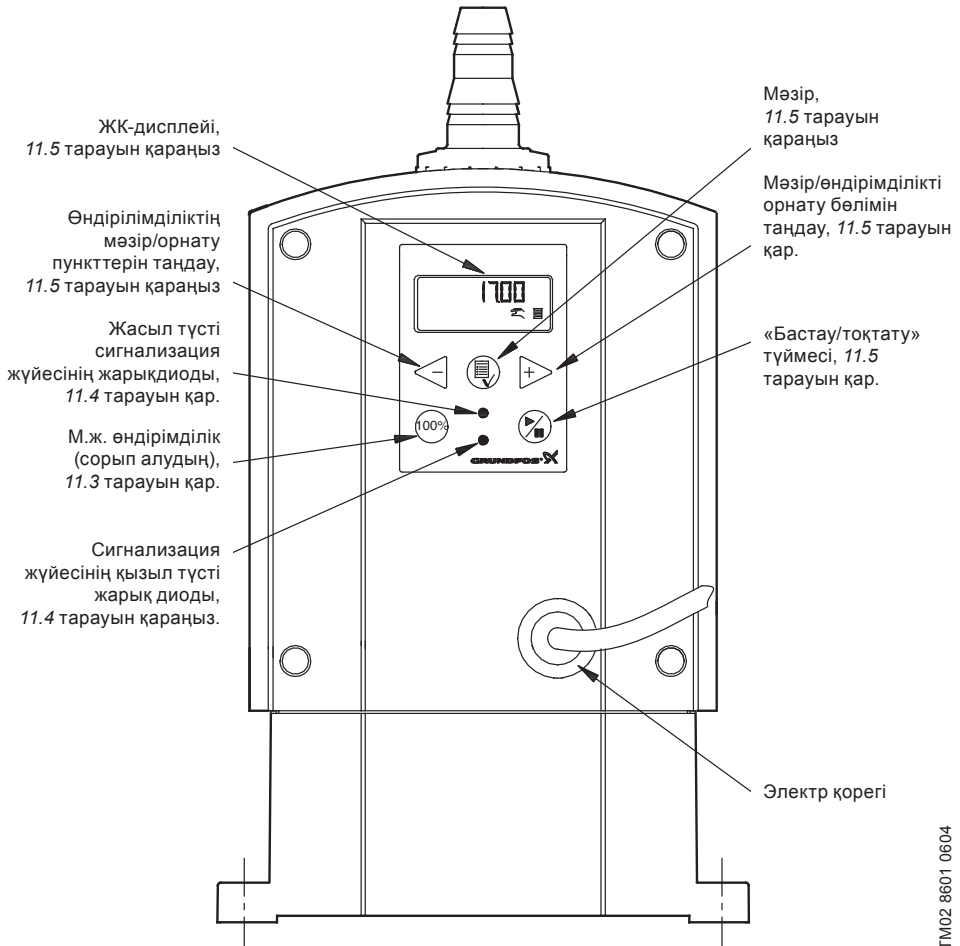 ЖК-дисплейі,
11.5 тарауын қараңыз
Өндірілімділіктің
мәзір/орнату
пункттерін таңдау,
11.5 тарауын қараңыз
Жасыл түсті
сигнализация
жүйесінің жарықдиоды,
11.4 тарауын қар.
М.ж. өндірімділік
(сорып алудың),
11.3 тарауын қар.
Сигнализация
жүйесінің қызыл түсті
жарық диоды,
11.4 тарауын қараңыз.
17.00
100%
GRUNDFOS
Мәзір,
11.5 тарауын
қараңыз
Мәзір/өндірімділікті
орнату бөлімін
таңдау, 11.5 тарауын
қар.
«Бастау/тоқтату»
түймесі, 11.5
тарауын қар.
Электр қорегі
TM02 8601 0604